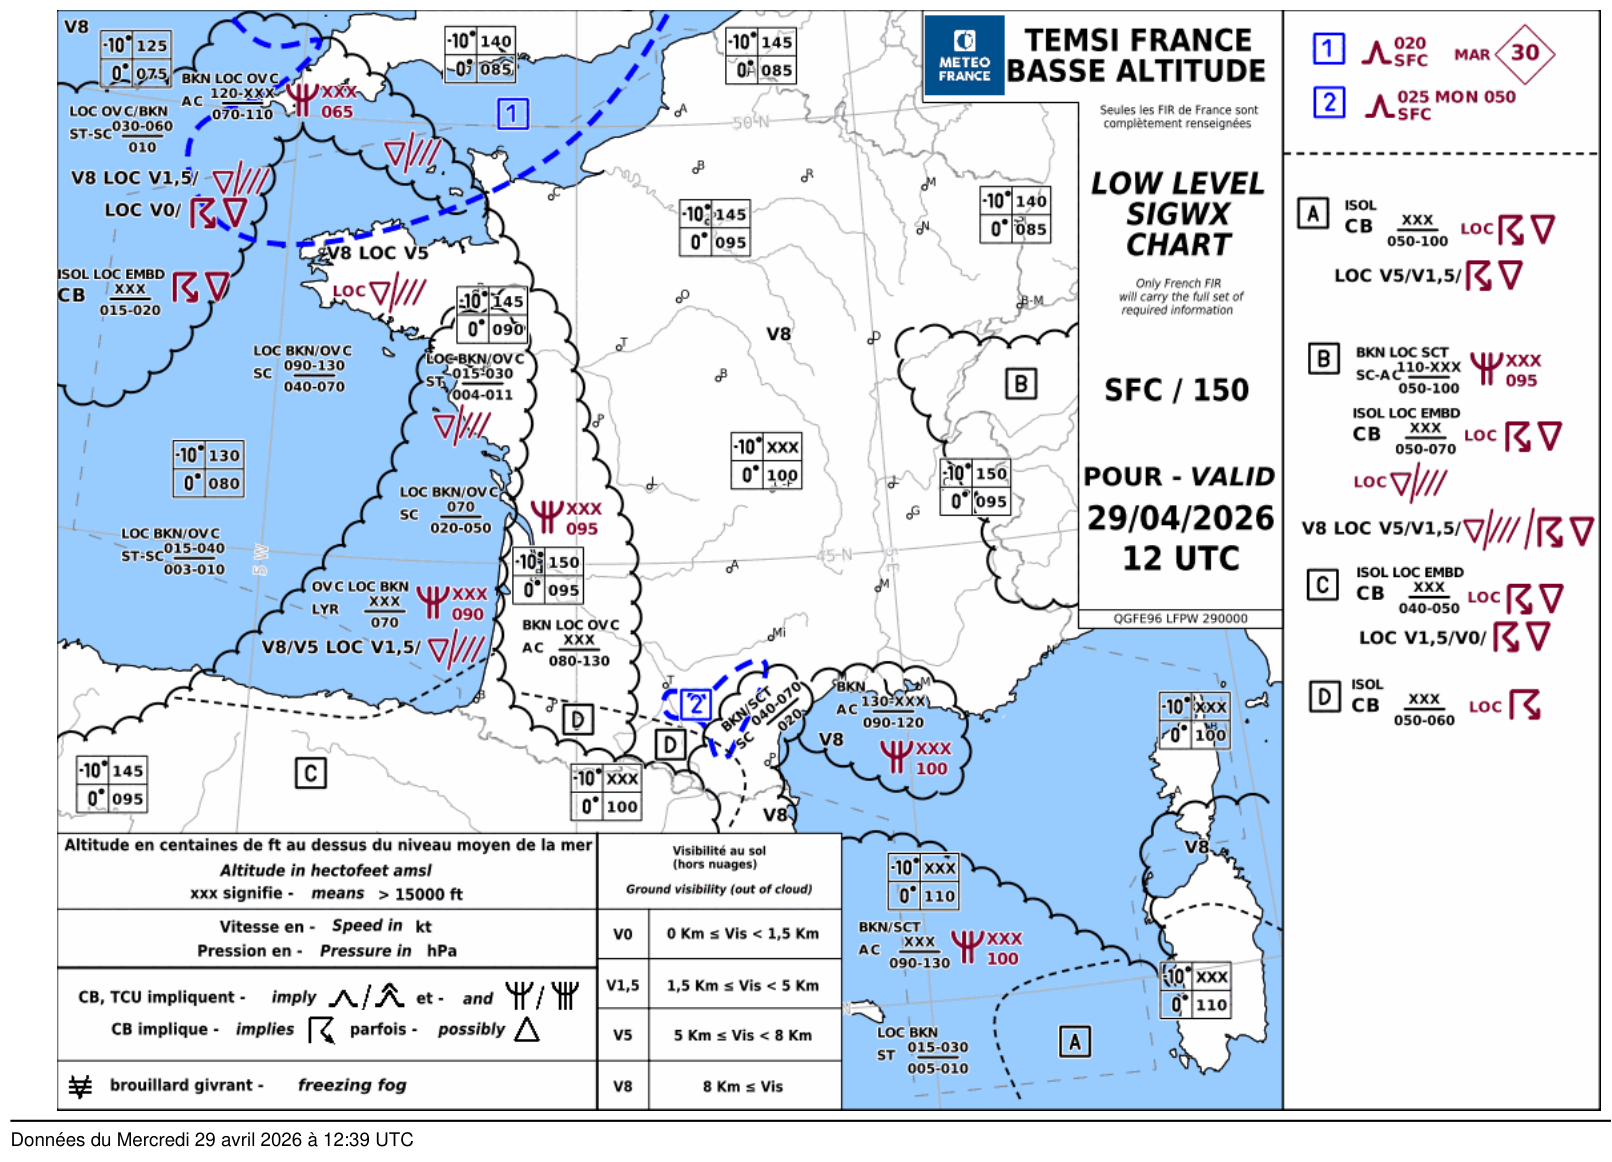 V8
-10° 125
0° 075
BKN LOC OVC
AC 120-XXX
070-110
XXX
065
LOC OVC/BKN
ST-SC 030-060
010
V8 LOC V1,5/
LOC V0/
ISOL LOC EMBD
CB XXX
015-020
-10° 140
0° 085
-10° 145
0° 085
1
50 N
A
C
C
B
R
M
N
-10° 145
0° 095
-10° 140
0° 085
V8 LOC V5
LOC
-10° 145
0° 090
LOC BKN/OVC
SC 090-130
040-070
LOC BKN/OVC
ST 015-030
004-011
O
T
B
P
L
D
B-M
V8
B
-10° 130
0° 080
-10° XXX
0° 100
-10° 150
0° 095
L
G
LOC BKN/OVC
SC 070
020-050
XXX
095
LOC BKN/OVC
ST-SC 015-040
003-010
5 W
45 N
5 E
-10° 150
0° 095
A
M
OVC LOC BKN
LYR XXX
070
XXX
090
V8/V5 LOC V1,5/
BKN LOC OVC
AC XXX
080-130
Mi
N
T
B
P
2
D
D
BKN/SCT
SC 040-070
020
BKN
AC 130-XXX
090-120
M
V8
XXX
100
P
C
-10° 145
0° 095
-10° XXX
0° 100
V8
-10° XXX
0° 100
B
A
V8
-10° XXX
0° 110
BKN/SCT
AC XXX
090-130
XXX
100
-10° XXX
0° 110
LOC BKN
ST 015-030
005-010
A
METEO
FRANCE
TEMSI FRANCE
BASSE ALTITUDE
Seules les FIR de France sont
complètement renseignées
LOW LEVEL
SIGWX
CHART
Only French FIR
will carry the full set of
required information
SFC / 150
POUR - VALID
29/04/2026
12 UTC
QGFE96 LFPW 290000
1 020
SFC
MAR 30
2 025 MON 050
SFC
A ISOL
CB XXX
050-100
LOC
LOC V5/V1,5/
B BKN LOC SCT
SC-AC 110-XXX
050-100
XXX
095
ISOL LOC EMBD
CB XXX
050-070
LOC
LOC
V8 LOC V5/V1,5/ /
C ISOL LOC EMBD
CB XXX
040-050
LOC
LOC V1,5/V0/
D ISOL
CB XXX
050-060
LOC
Altitude en centaines de ft au dessus du niveau moyen de la mer
Altitude in hectofeet amsl
xxx signifie - means > 15000 ft
Vitesse en - Speed in kt
Pression en - Pressure in hPa
CB, TCU impliquent - imply / et - and /
CB implique - implies parfois - possibly
brouillard givrant - freezing fog
Visibilité au sol
(hors nuages)
Ground visibility (out of cloud)
V0 0 Km ≤ Vis < 1,5 Km
V1,5 1,5 Km ≤ Vis < 5 Km
V5 5 Km ≤ Vis < 8 Km
V8 8 Km ≤ Vis
Données du Mercredi 29 avril 2026 à 12:39 UTC